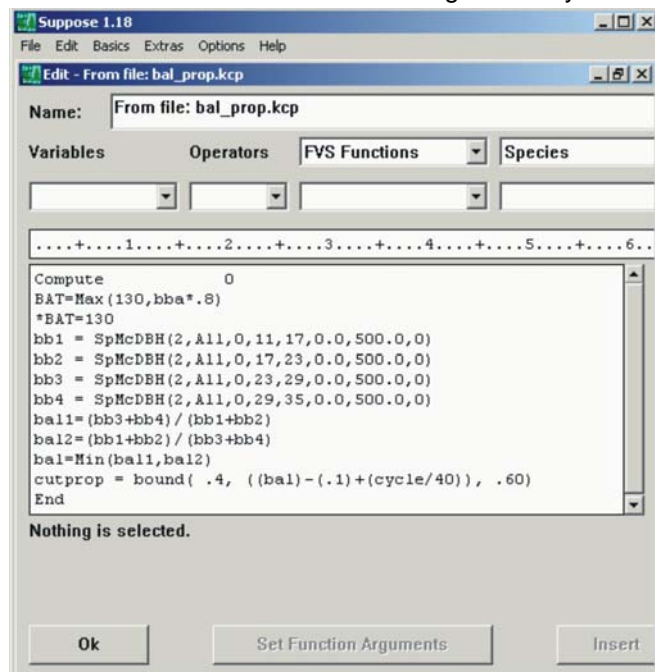 Suppose 1.18
File Edit Basics Extras Options Help
Edit - From file: bal_prop.kcp
Name: From file: bal_prop.kcp
Variables Operators FVS Functions Species
....+....1....+....2....+....3....+....4....+....5....+....6..
Compute 0
BAT=Max(130,bba*.8)
*BAT=130
bb1 = SpMcDBH(2,All,0,11,17,0.0,500.0,0)
bb2 = SpMcDBH(2,All,0,17,23,0.0,500.0,0)
bb3 = SpMcDBH(2,All,0,23,29,0.0,500.0,0)
bb4 = SpMcDBH(2,All,0,29,35,0.0,500.0,0)
bal1=(bb3+bb4)/(bb1+bb2)
bal2=(bb1+bb2)/(bb3+bb4)
bal=Min(bal1,bal2)
cutprop = bound( .4, ((bal)-(.1)+(cycle/40)), .60)
End
Nothing is selected.
Ok Set Function Arguments Insert